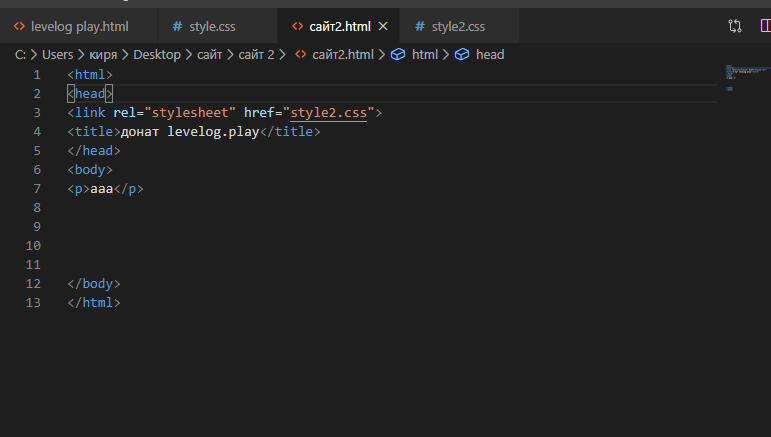 levelog play.html style.css сайт2.html style2.css
C: > Users > киря > Desktop > сайт > сайт 2 > сайт2.html > html > head
1 <html>
2 <head>
3 <link rel="stylesheet" href="style2.css">
4 <title>донат levelog.play</title>
5 </head>
6 <body>
7 <p>aaa</p>
8
9
10
11
12 </body>
13 </html>